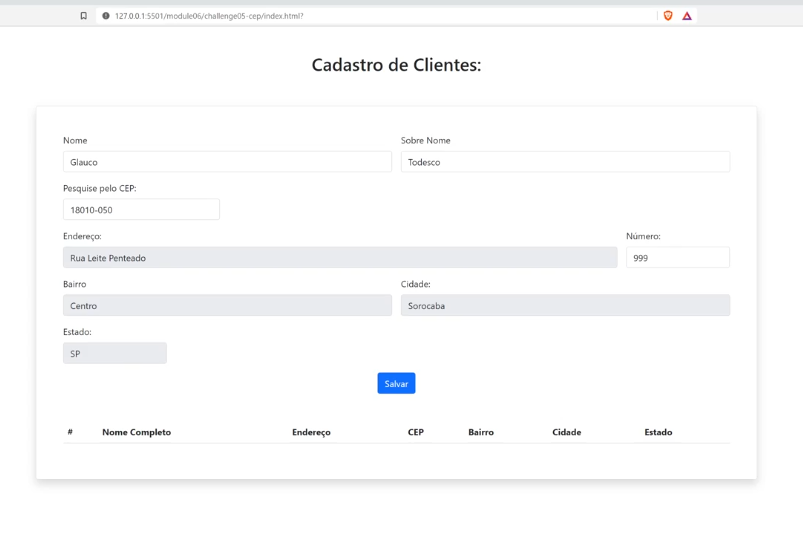 127.0.0.1:5501/module06/challenge05-cep/index.html?
Cadastro de Clientes:
Nome Sobre Nome
Glauco Todesco
Pesquise pelo CEP:
18010-050
Endereço: Número:
Rua Leite Penteado 999
Bairro Cidade:
Centro Sorocaba
Estado:
SP
Salvar
# Nome Completo Endereço CEP Bairro Cidade Estado